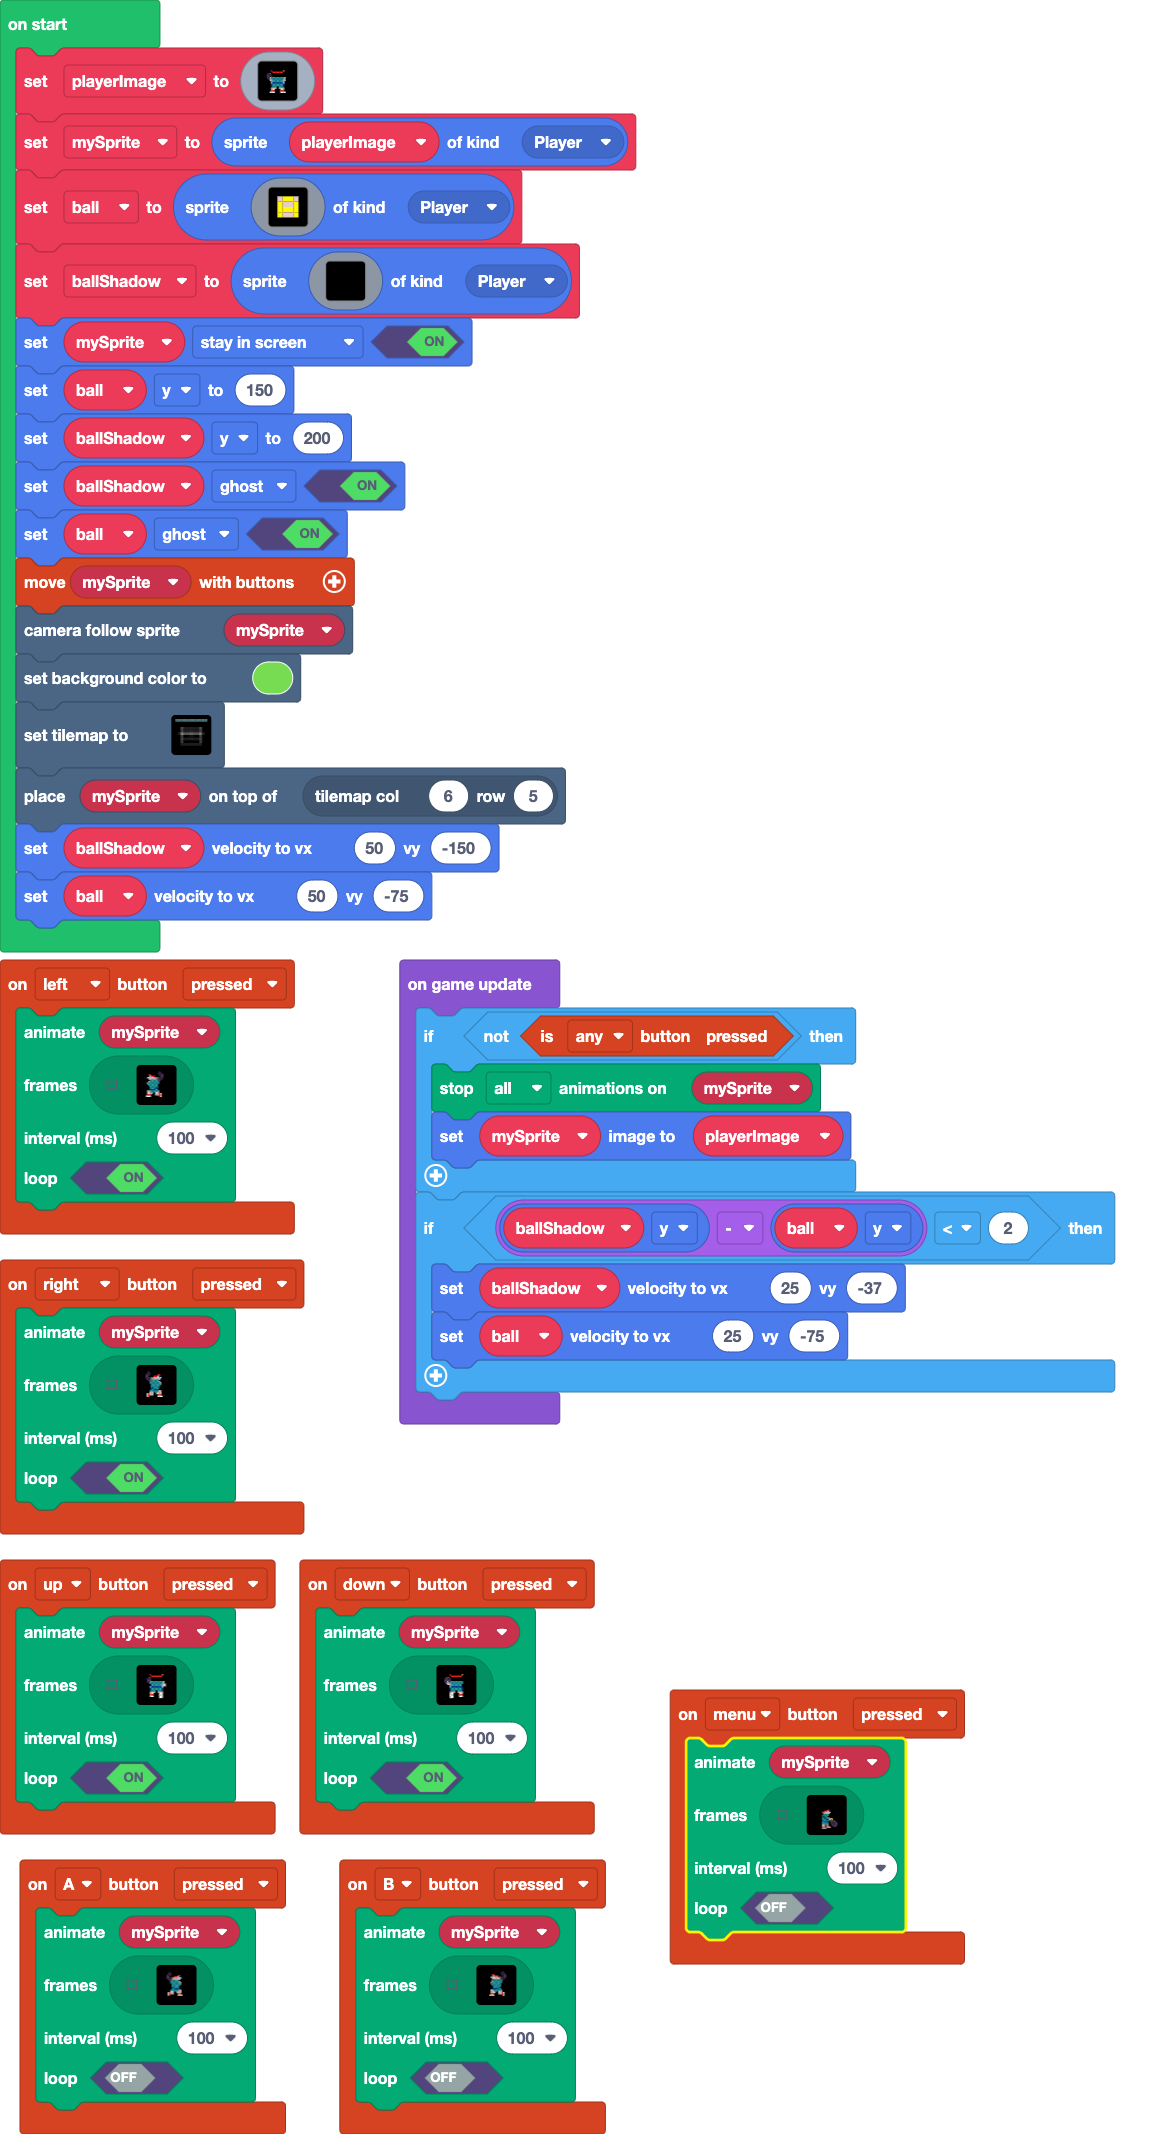 on start
set playerImage to
set mySprite to sprite playerImage of kind Player
set ball to sprite of kind Player
set ballShadow to sprite of kind Player
set mySprite stay in screen ON
set ball y to 150
set ballShadow y to 200
set ballShadow ghost ON
set ball ghost ON
move mySprite with buttons
camera follow sprite mySprite
set background color to
set tilemap to
place mySprite on top of tilemap col 6 row 5
set ballShadow velocity to vx 50 vy -150
set ball velocity to vx 50 vy -75
on left button pressed
animate mySprite
frames
interval (ms) 100
loop ON
on game update
if not is any button pressed then
stop all animations on mySprite
set mySprite image to playerImage
if ballShadow y - ball y < 2 then
set ballShadow velocity to vx 25 vy -37
set ball velocity to vx 25 vy -75
on right button pressed
animate mySprite
frames
interval (ms) 100
loop ON
on up button pressed
animate mySprite
frames
interval (ms) 100
loop ON
on down button pressed
animate mySprite
frames
interval (ms) 100
loop ON
on menu button pressed
animate mySprite
frames
interval (ms) 100
loop OFF
on A button pressed
animate mySprite
frames
interval (ms) 100
loop OFF
on B button pressed
animate mySprite
frames
interval (ms) 100
loop OFF